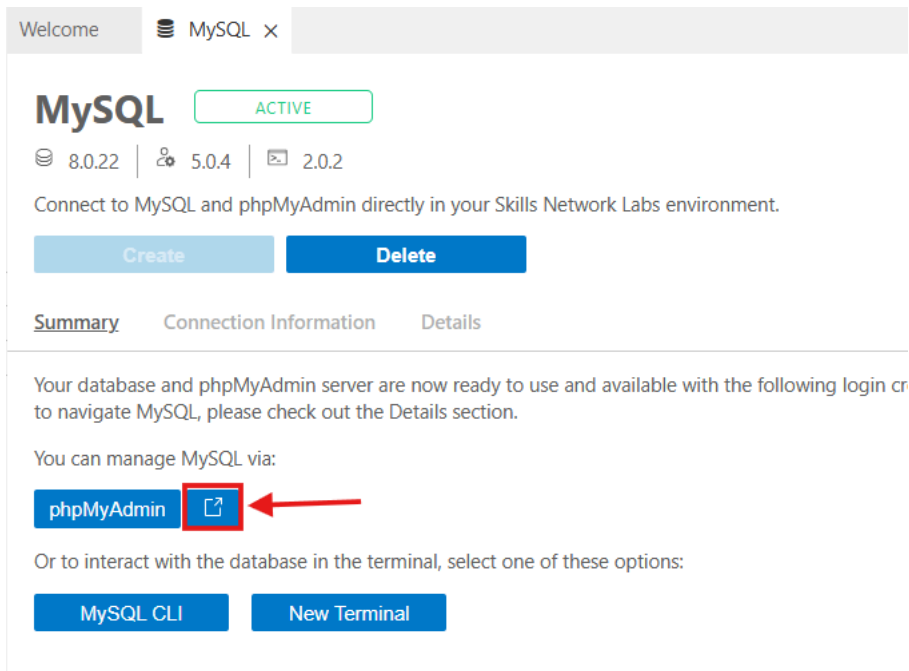 Welcome MySQL
MySQL ACTIVE
8.0.22 5.0.4 2.0.2
Connect to MySQL and phpMyAdmin directly in your Skills Network Labs environment.
Create Delete
Summary Connection Information Details
Your database and phpMyAdmin server are now ready to use and available with the following login
to navigate MySQL, please check out the Details section.
You can manage MySQL via:
phpMyAdmin
Or to interact with the database in the terminal, select one of these options:
MySQL CLI New Terminal